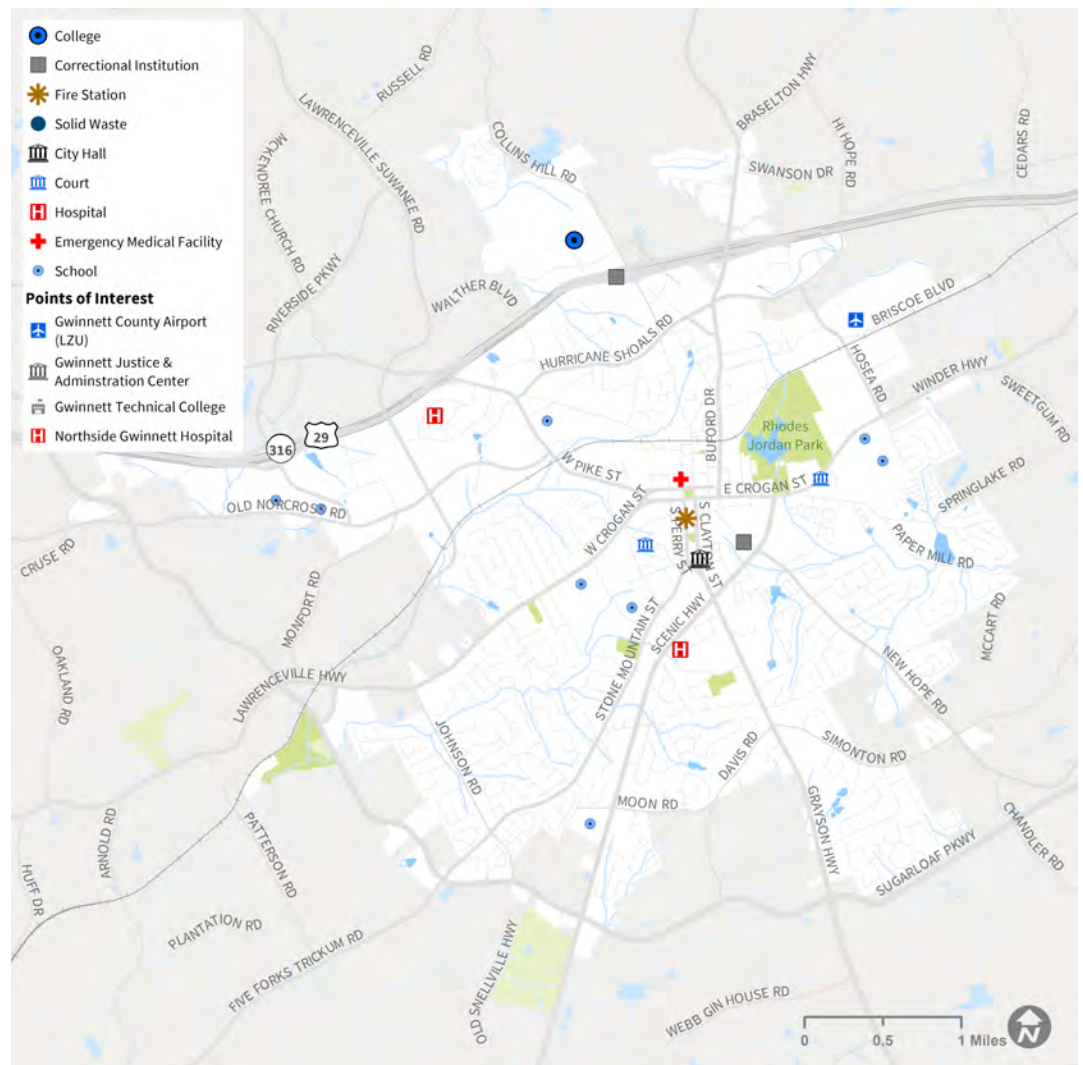 College
Correctional Institution
Fire Station
Solid Waste
City Hall
Court
Hospital
Emergency Medical Facility
School
Points of Interest
Gwinnett County Airport
(LZU)
Gwinnett Justice &
Adminstration Center
Gwinnett Technical College
Northside Gwinnett Hospital
RUSSELL RD
LAWRENCEVILLE SUWANEE RD
MCKENDREE CHURCH RD
RIVERSIDE PKWY
COLLINS HILL RD
BRASELTON HWY
HI HOPE RD
CEDARS RD
SWANSON DR
WALTHER BLVD
HURRICANE SHOALS RD
BRISCOE BLVD
HOSEA RD
WINDER HWY
SWEETGUM RD
BUFORD DR
Rhodes
Jordan Park
29
316
H
W PIKE ST
E CROGAN ST
SPRINGLAKE RD
OLD NORCROSS RD
W CROGAN ST
S PERRY ST
S CLAYTON ST
PAPER MILL RD
CRUSE RD
MONFORT RD
STONE MOUNTAIN ST
SCENIC HWY
H
MCCART RD
NEW HOPE RD
OAKLAND RD
LAWRENCEVILLE HWY
JOHNSON RD
DAVIS RD
SIMONTON RD
MOON RD
GRAYSON HWY
CHANDLER RD
ARNOLD RD
PATTERSON RD
HUFF DR
SUGARLOAF PKWY
PLANTATION RD
FIVE FORKS TRICKUM RD
OLD SNELLVILLE HWY
WEBB GIN HOUSE RD
0 0.5 1 Miles
N